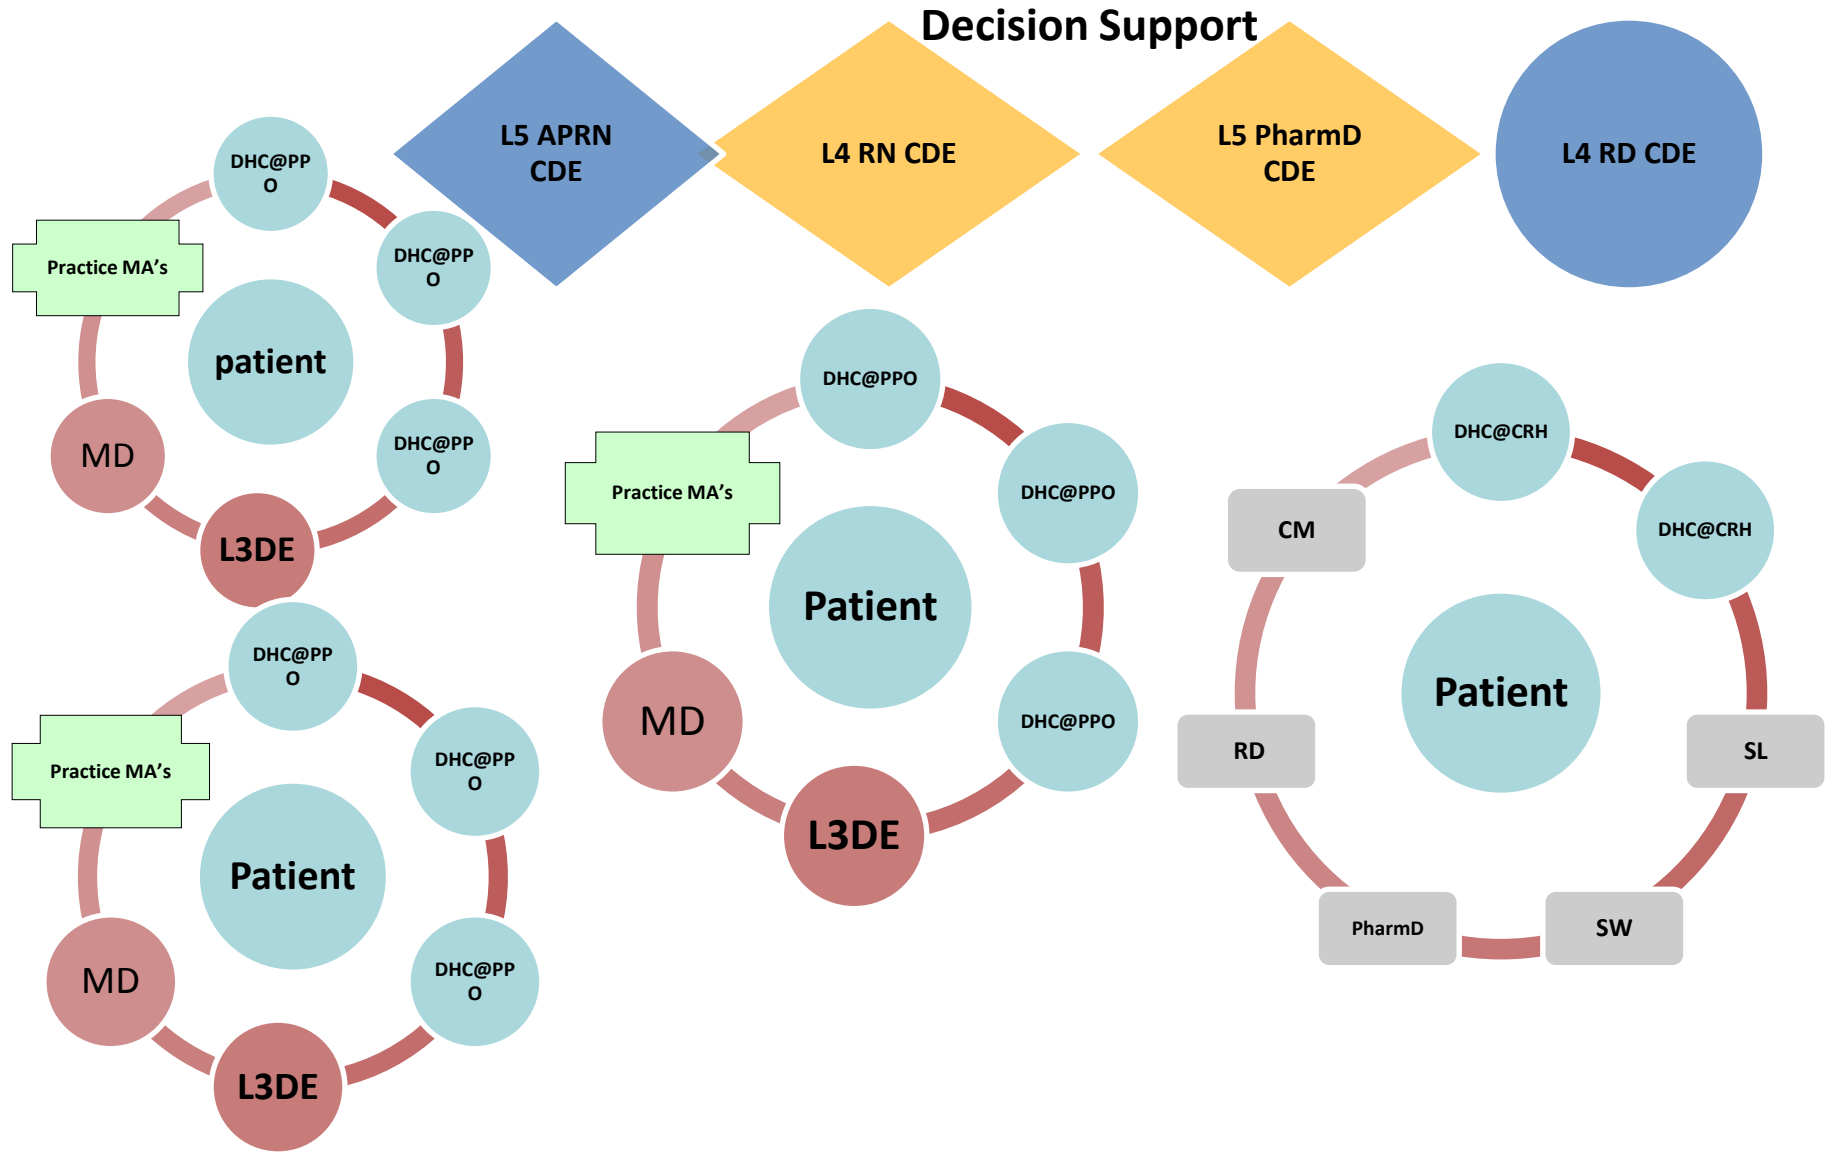 Decision Support
L5 APRN
CDE
L4 RN CDE
L5 PharmD
CDE
L4 RD CDE
DHC@PP
O
DHC@PP
O
Practice MA's
patient
DHC@PP
O
MD
L3DE
DHC@PPO
DHC@PPO
Practice MA's
Patient
DHC@PPO
MD
L3DE
DHC@CRH
DHC@CRH
CM
Patient
RD
SL
PharmD
SW
DHC@PP
O
DHC@PP
O
Practice MA's
Patient
DHC@PP
O
MD
L3DE